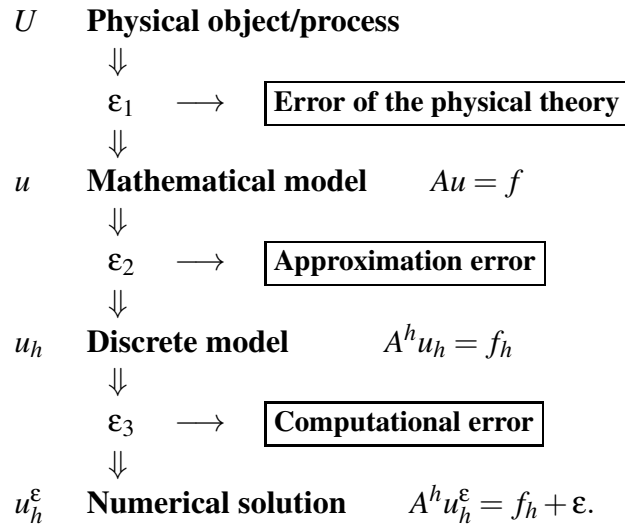 U Physical object/process
⇓
ε₁ ⟶ Error of the physical theory
⇓
u Mathematical model Au = f
⇓
ε₂ ⟶ Approximation error
⇓
u_h Discrete model A^h u_h = f_h
⇓
ε₃ ⟶ Computational error
⇓
u_h^ε Numerical solution A^h u_h^ε = f_h + ε.